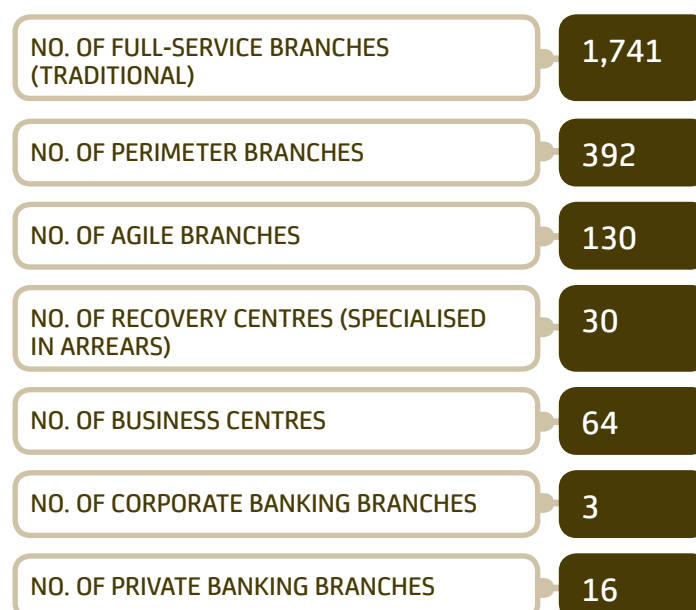 NO. OF FULL-SERVICE BRANCHES
(TRADITIONAL)
1,741
NO. OF PERIMETER BRANCHES
392
NO. OF AGILE BRANCHES
130
NO. OF RECOVERY CENTRES (SPECIALISED
IN ARREARS)
30
NO. OF BUSINESS CENTRES
64
NO. OF CORPORATE BANKING BRANCHES
3
NO. OF PRIVATE BANKING BRANCHES
16